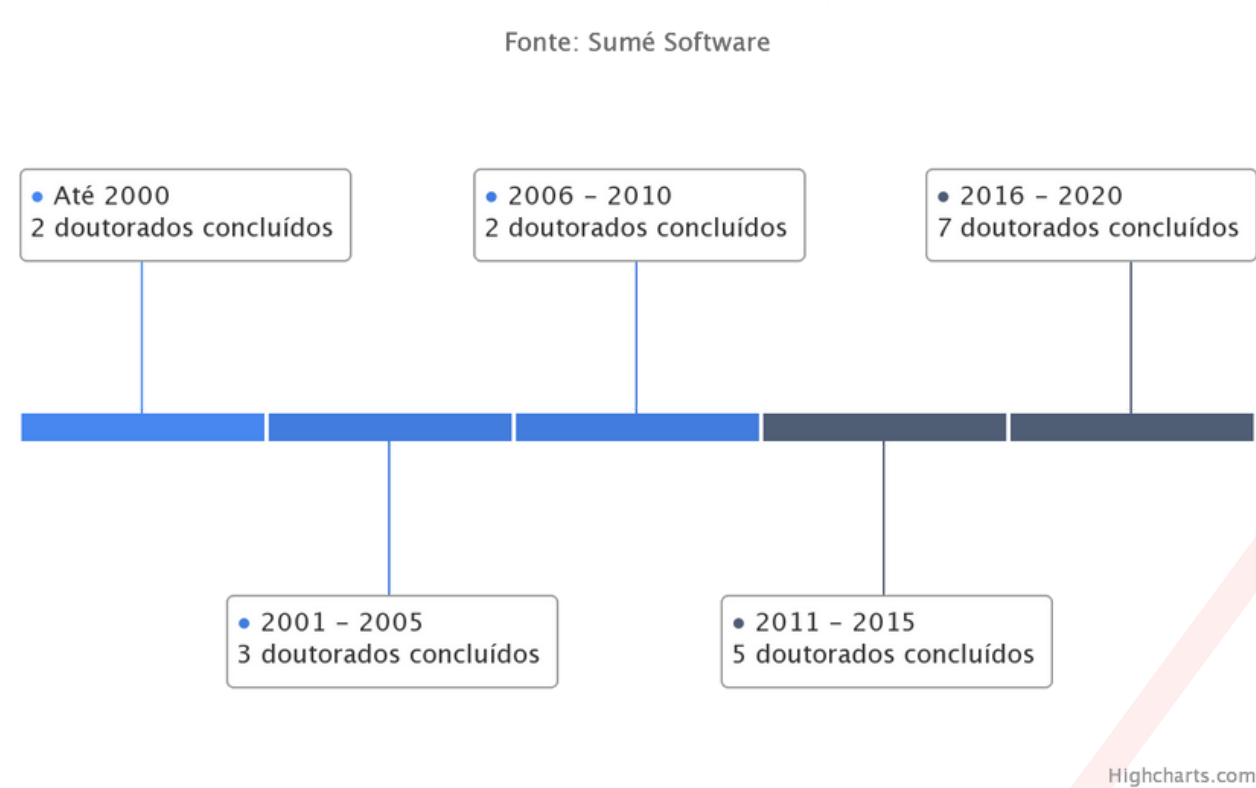 Fonte: Sumé Software
● Até 2000
2 doutorados concluídos
● 2006 – 2010
2 doutorados concluídos
● 2016 – 2020
7 doutorados concluídos
● 2001 – 2005
3 doutorados concluídos
● 2011 – 2015
5 doutorados concluídos
Highcharts.com